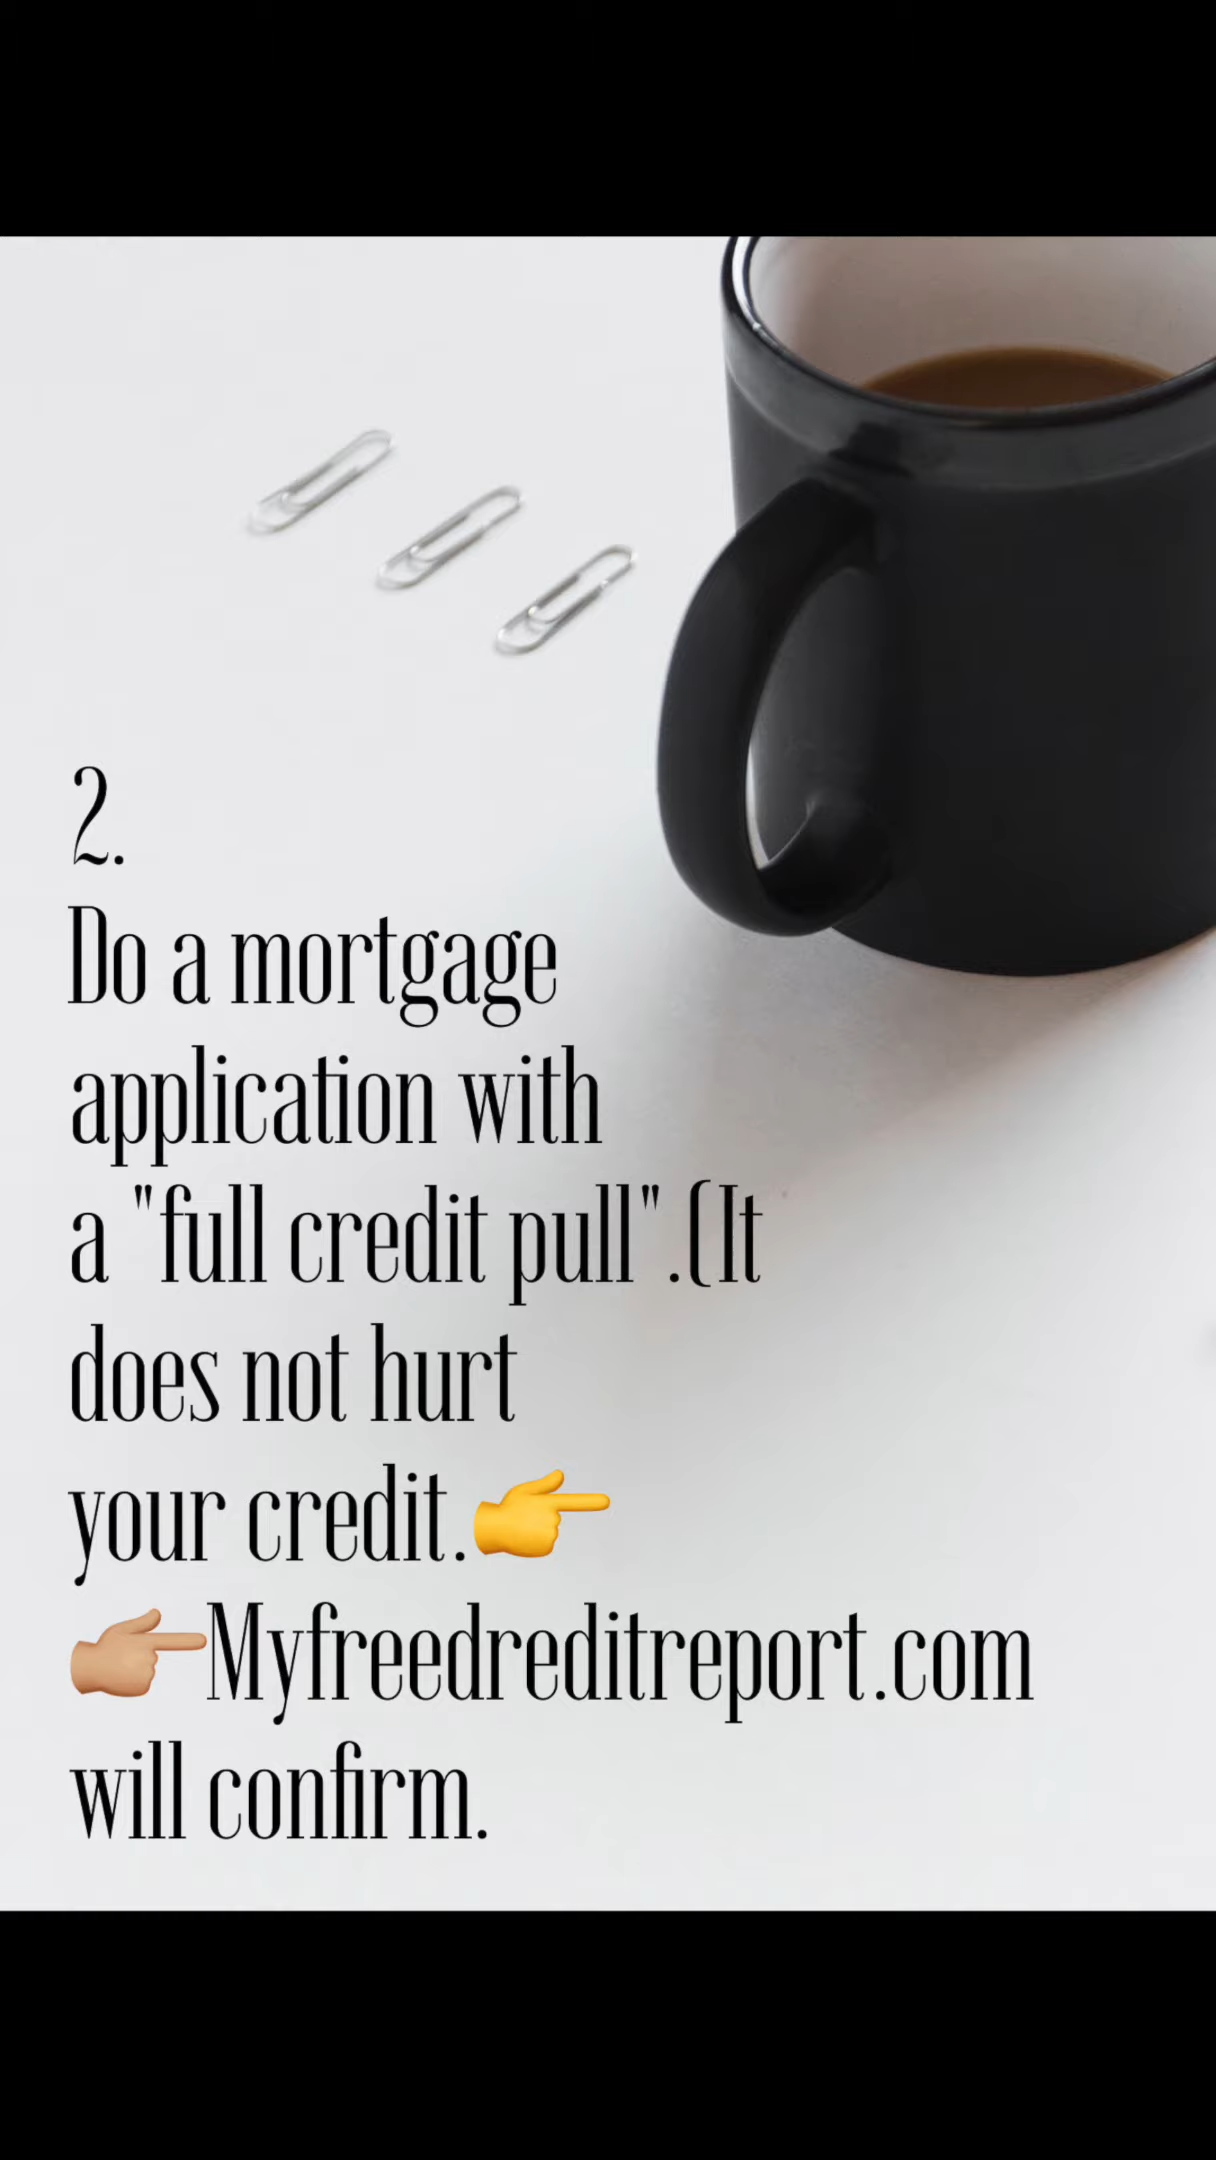 2.
Do a mortgage
application with
a "full credit pull".(It
does not hurt
your credit.👉
👉🏼Myfreedreditreport.com
will confirm.